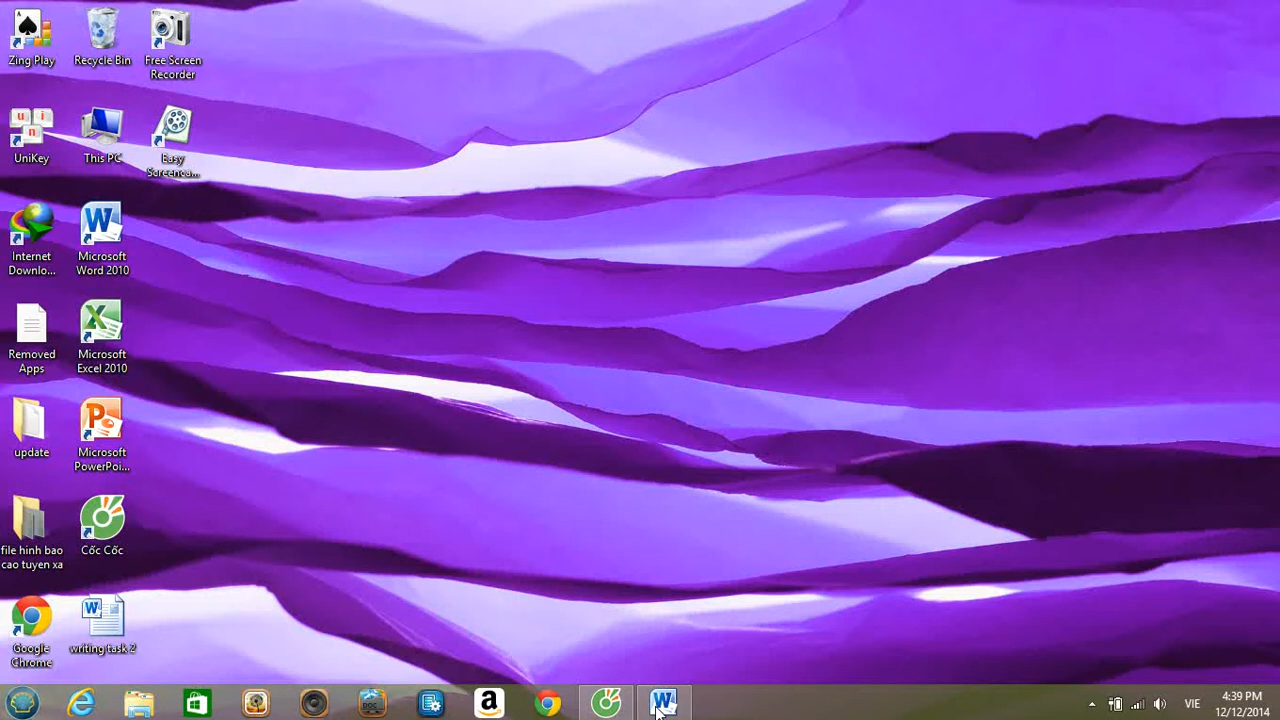 Zing Play
Recycle Bin
Free Screen
Recorder
UniKey
This PC
Easy
Screenca...
Internet
Downlo...
Microsoft
Word 2010
Removed
Apps
Microsoft
Excel 2010
update
Microsoft
PowerPoi...
file hinh bao
cao tuyen xa
Cốc Cốc
Google
Chrome
writing task 2
4:39 PM
VIE
12/12/2014